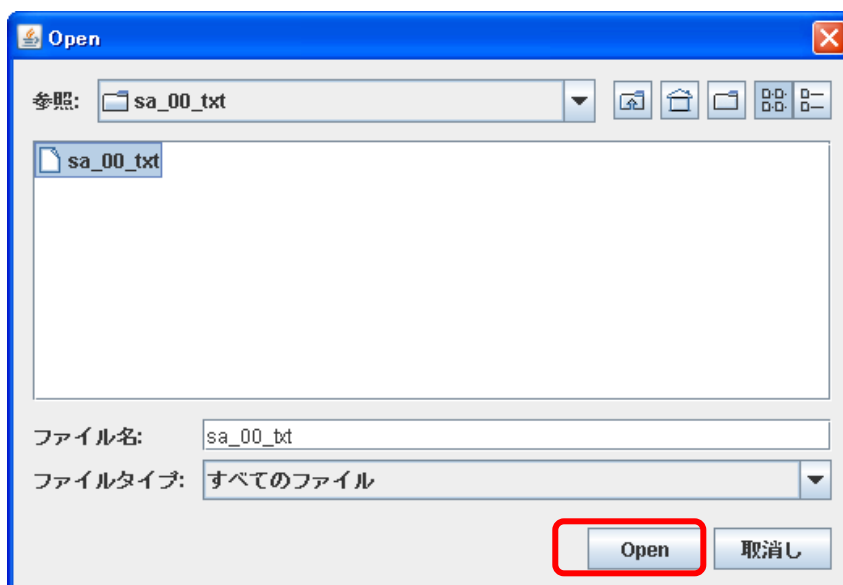 Open
参照: sa_00_txt
sa_00_txt
ファイル名: sa_00_txt
ファイルタイプ: すべてのファイル
Open 取消し